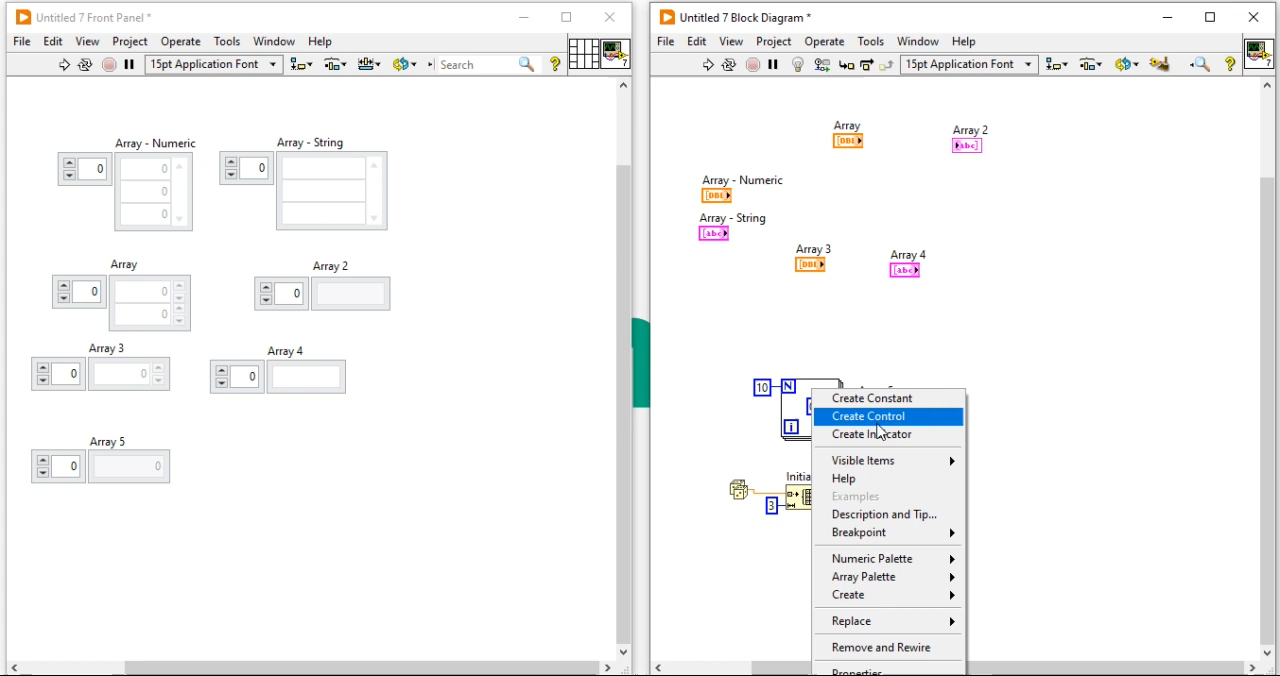 Untitled 7 Front Panel *
File Edit View Project Operate Tools Window Help
15pt Application Font
Search
?
7
Array - Numeric
0
0
0
0
Array - String
0
Array
0
0
0
Array 2
0
Array 3
0
0
Array 4
0
Array 5
0
0
Untitled 7 Block Diagram *
File Edit View Project Operate Tools Window Help
15pt Application Font
?
7
Array
[DBL]
Array 2
[abc]
Array - Numeric
[DBL]
Array - String
[abc]
Array 3
[DBL]
Array 4
[abc]
10
N
i
Initia
3
Create Constant
Create Control
Create Indicator
Visible Items
Help
Examples
Description and Tip...
Breakpoint
Numeric Palette
Array Palette
Create
Replace
Remove and Rewire
Properties